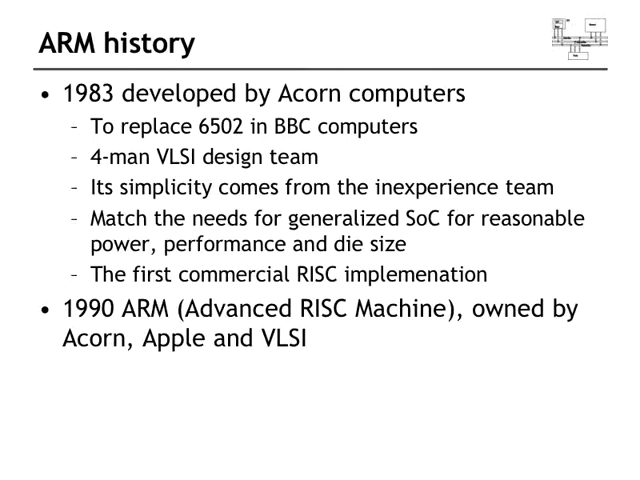 ARM history
• 1983 developed by Acorn computers
– To replace 6502 in BBC computers
– 4-man VLSI design team
– Its simplicity comes from the inexperience team
– Match the needs for generalized SoC for reasonable
power, performance and die size
– The first commercial RISC implemenation
• 1990 ARM (Advanced RISC Machine), owned by
Acorn, Apple and VLSI